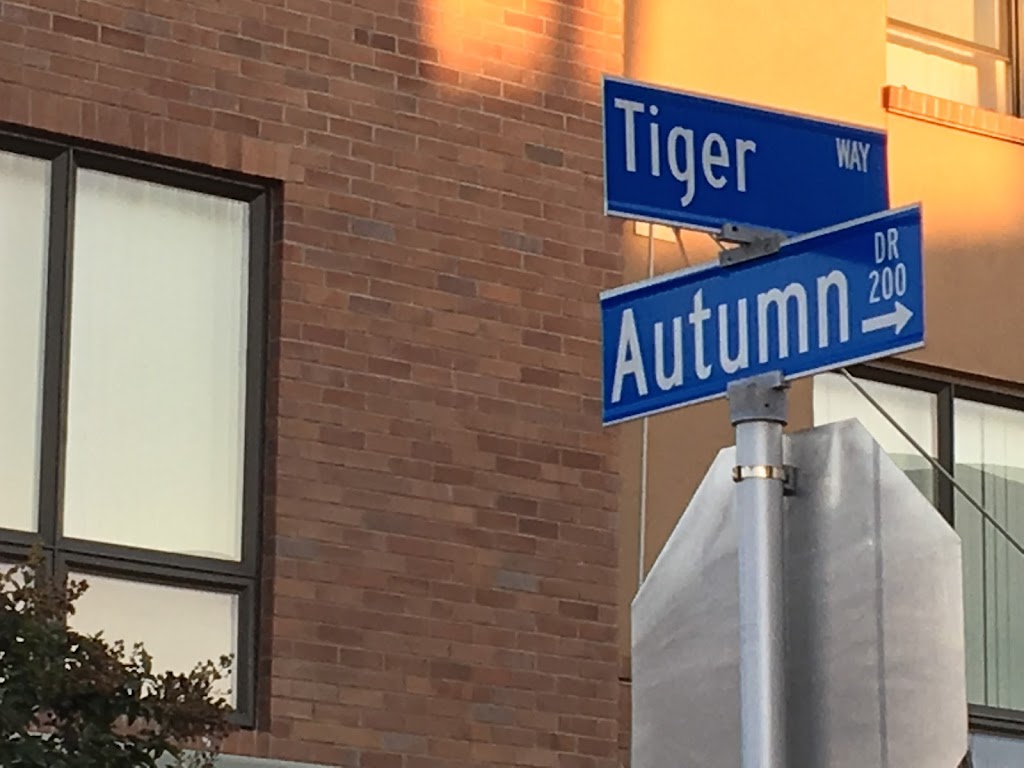 Tiger WAY
Autumn DR
200 →